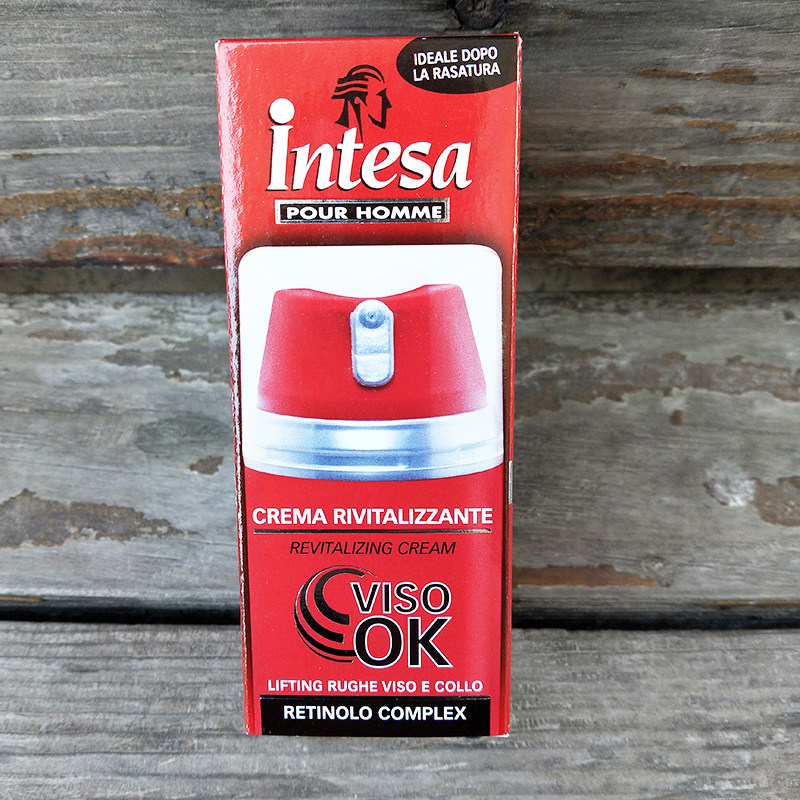 IDEALE DOPO
LA RASATURA
intesa
POUR HOMME
CREMA RIVITALIZZANTE
REVITALIZING CREAM
VISO
OK
LIFTING RUGHE VISO E COLLO
RETINOLO COMPLEX